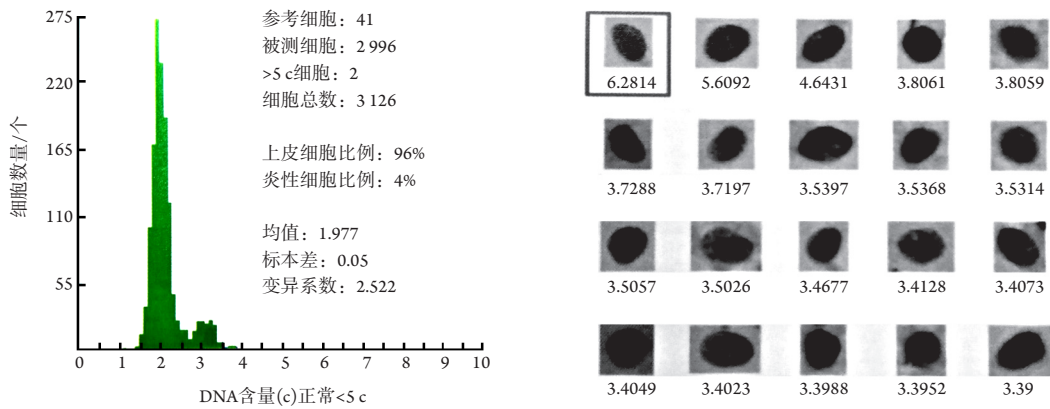 275
220
165
110
55
细胞数量/个
参考细胞：41
被测细胞：2 996
>5 c细胞：2
细胞总数：3 126
上皮细胞比例：96%
炎性细胞比例：4%
均值：1.977
标本差：0.05
变异系数：2.522
0 1 2 3 4 5 6 7 8 9 10
DNA含量(c)正常<5 c
6.2814 5.6092 4.6431 3.8061 3.8059
3.7288 3.7197 3.5397 3.5368 3.5314
3.5057 3.5026 3.4677 3.4128 3.4073
3.4049 3.4023 3.3988 3.3952 3.39